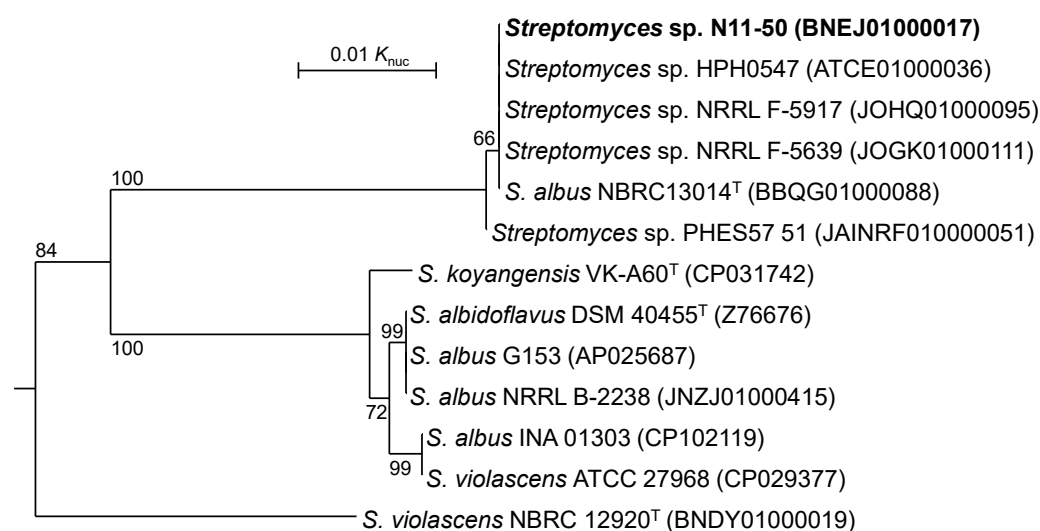 Streptomyces sp. N11-50 (BNEJ01000017)
0.01 Knuc
Streptomyces sp. HPH0547 (ATCE01000036)
Streptomyces sp. NRRL F-5917 (JOHQ01000095)
66
Streptomyces sp. NRRL F-5639 (JOGK01000111)
100
S. albus NBRC13014ᵀ (BBQG01000088)
Streptomyces sp. PHES57 51 (JAINRF010000051)
84
S. koyangensis VK-A60ᵀ (CP031742)
S. albidoflavus DSM 40455ᵀ (Z76676)
99
100
S. albus G153 (AP025687)
S. albus NRRL B-2238 (JNZJ01000415)
72
S. albus INA 01303 (CP102119)
99
S. violascens ATCC 27968 (CP029377)
S. violascens NBRC 12920ᵀ (BNDY01000019)